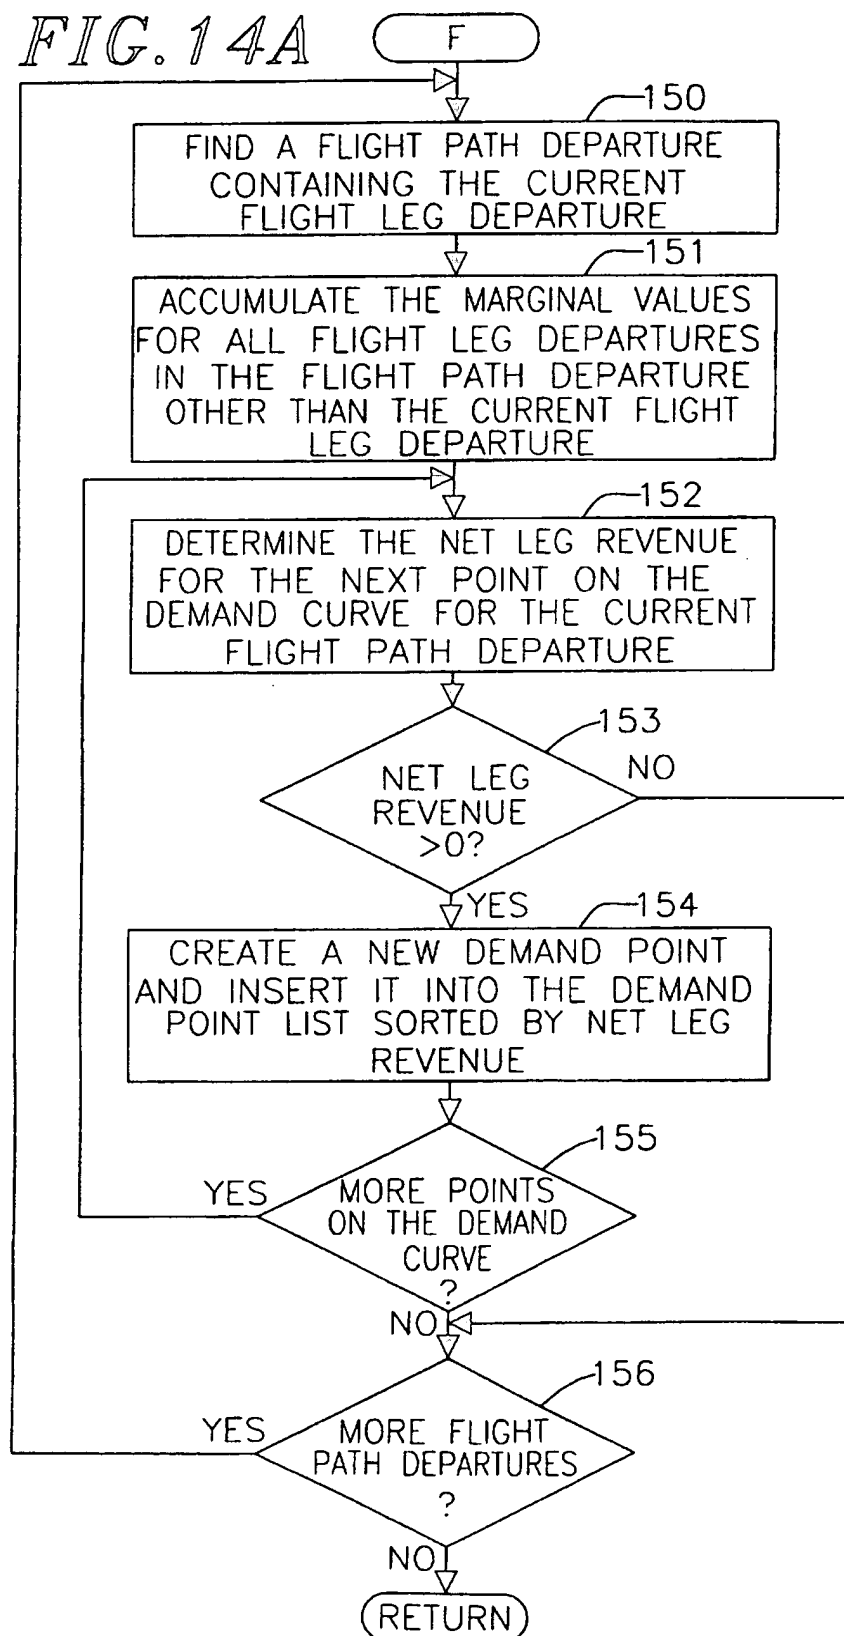 FIG.14A
F
150
FIND A FLIGHT PATH DEPARTURE
CONTAINING THE CURRENT
FLIGHT LEG DEPARTURE
151
ACCUMULATE THE MARGINAL VALUES
FOR ALL FLIGHT LEG DEPARTURES
IN THE FLIGHT PATH DEPARTURE
OTHER THAN THE CURRENT FLIGHT
LEG DEPARTURE
152
DETERMINE THE NET LEG REVENUE
FOR THE NEXT POINT ON THE
DEMAND CURVE FOR THE CURRENT
FLIGHT PATH DEPARTURE
153
NET LEG
REVENUE
>0?
NO
YES
154
CREATE A NEW DEMAND POINT
AND INSERT IT INTO THE DEMAND
POINT LIST SORTED BY NET LEG
REVENUE
155
YES
MORE POINTS
ON THE DEMAND
CURVE
?
NO
156
YES
MORE FLIGHT
PATH DEPARTURES
?
NO
RETURN